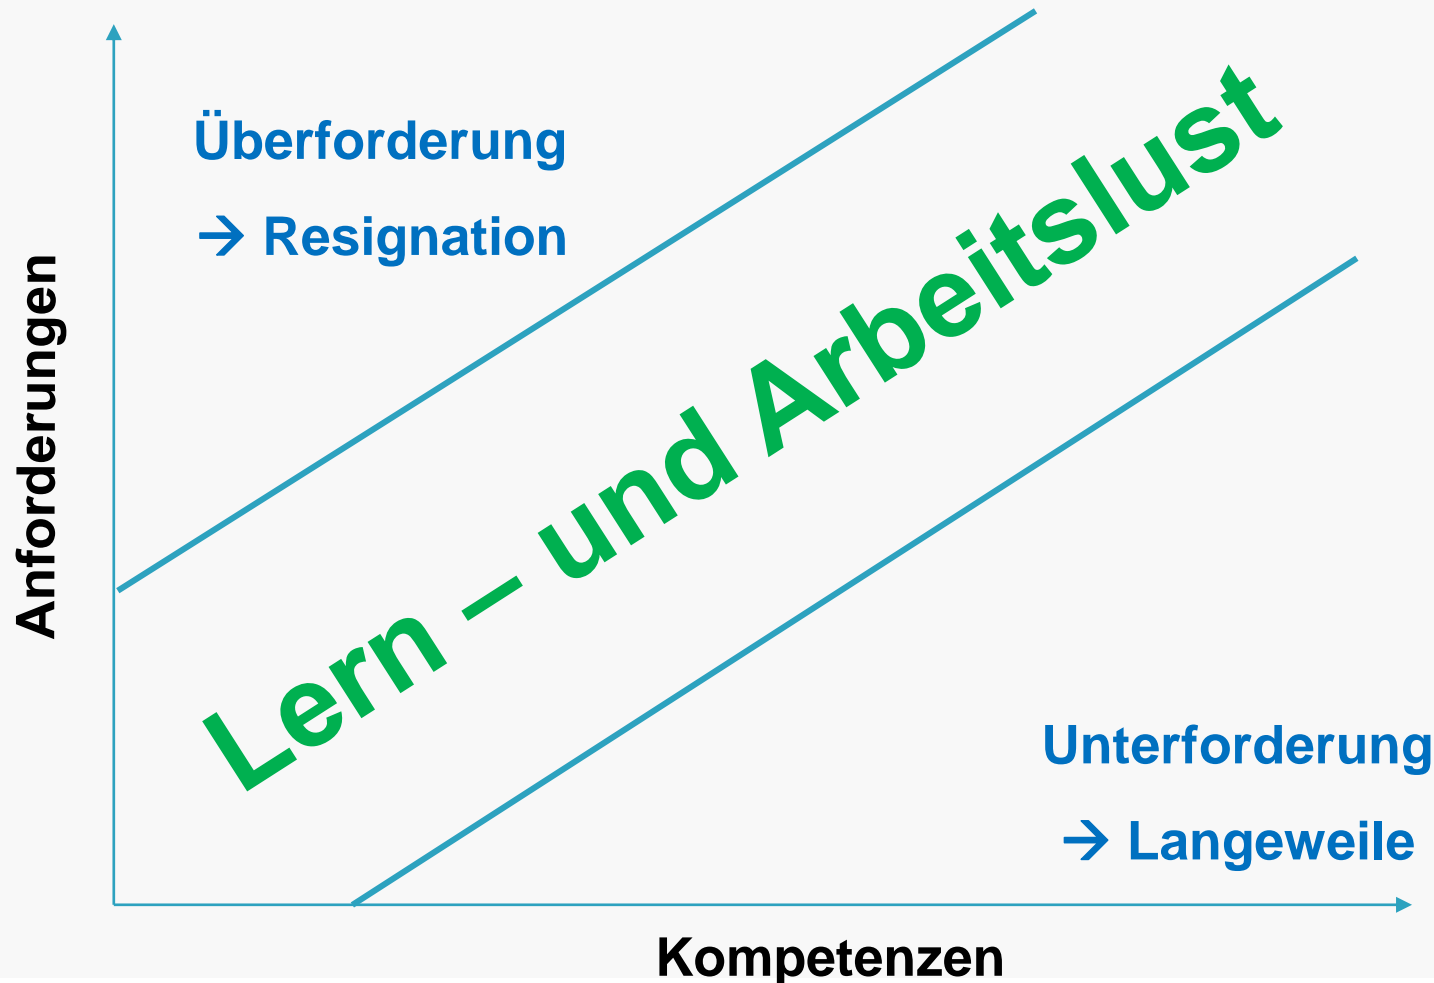 Überforderung
→ Resignation
Anforderungen
Lern – und Arbeitslust
Unterforderung
→ Langeweile
Kompetenzen